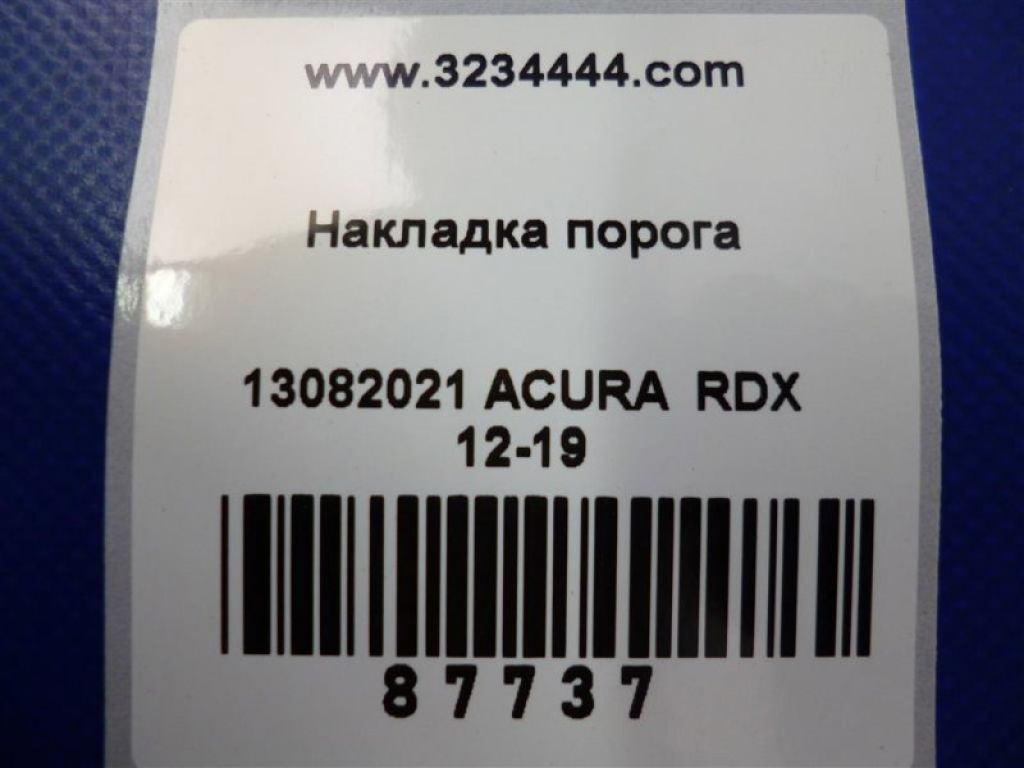 www.3234444.com
Накладка порога
13082021 ACURA RDX
12-19
87737